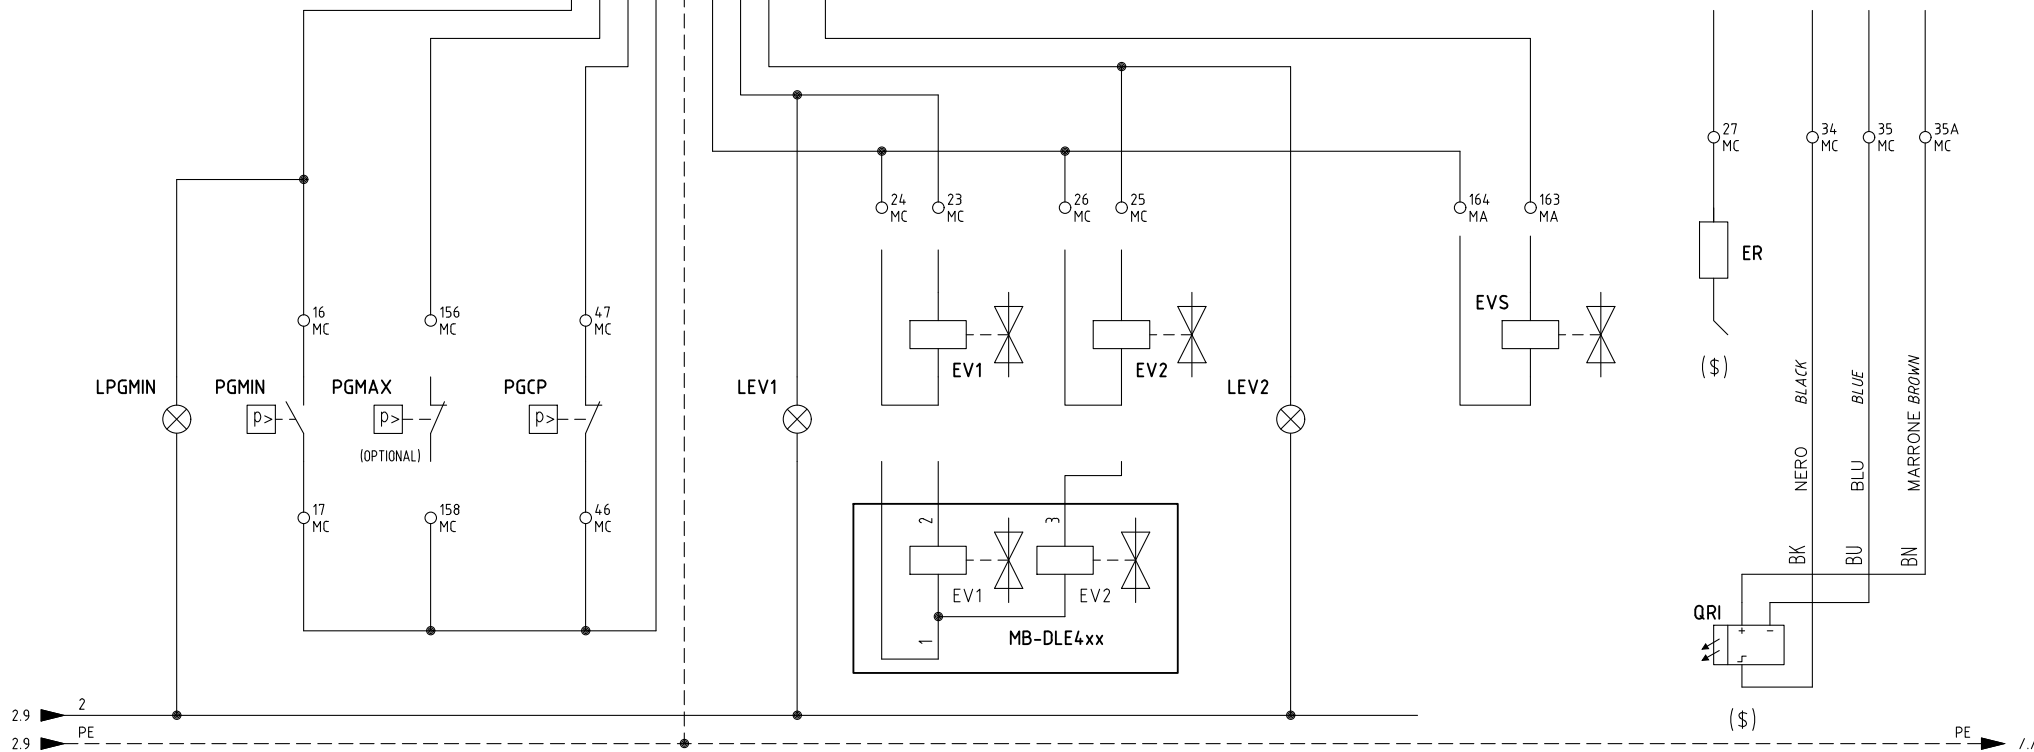 27
MC
34
MC
35
MC
35A
MC
24
MC
23
MC
26
MC
25
MC
164
MA
163
MA
ER
EVS
16
MC
156
MC
47
MC
EV1
EV2
($)
LPGMIN
PGMIN
PGMAX
PGCP
LEV1
LEV2
p>
p>
p>
(OPTIONAL)
NERO BLACK
BLU BLUE
MARRONE BROWN
17
MC
158
MC
46
MC
2
3
BK
BU
BN
EV1
EV2
1
MB-DLE4xx
QRI
+ -
2.9
2
($)
2.9
PE
PE